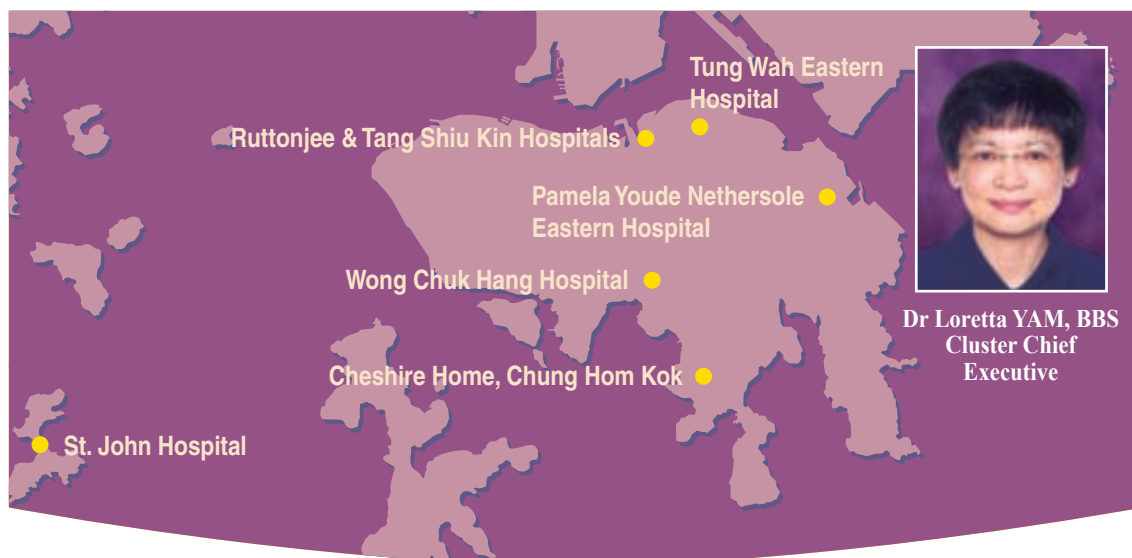 Tung Wah Eastern
Hospital
Ruttonjee & Tang Shiu Kin Hospitals
Pamela Youde Nethersole
Eastern Hospital
Wong Chuk Hang Hospital
Cheshire Home, Chung Hom Kok
St. John Hospital
Dr Loretta YAM, BBS
Cluster Chief
Executive